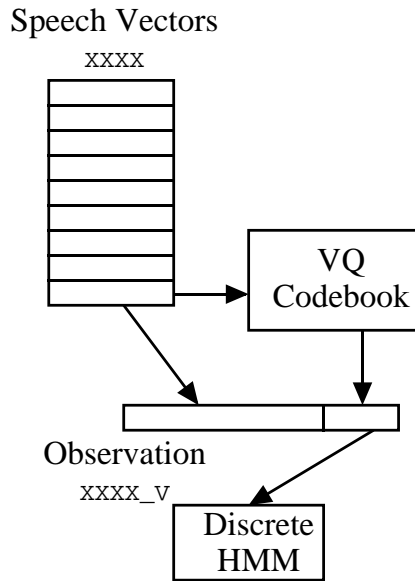 Speech Vectors
XXXX
VQ
Codebook
Observation
XXXX_V
Discrete
HMM